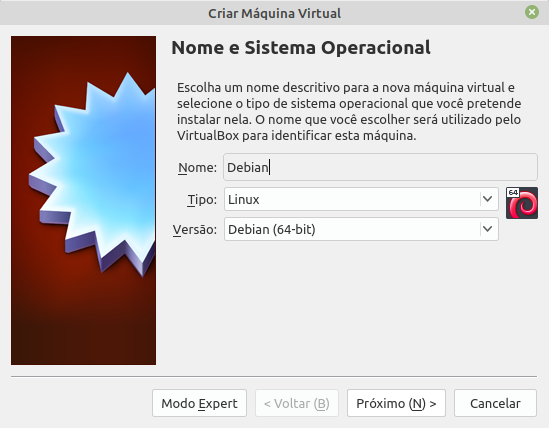 Criar Máquina Virtual
Nome e Sistema Operacional
Escolha um nome descritivo para a nova máquina virtual e
selecione o tipo de sistema operacional que você pretende
instalar nela. O nome que você escolher será utilizado pelo
VirtualBox para identificar esta máquina.
Nome: Debian
Tipo: Linux
64
Versão: Debian (64-bit)
Modo Expert < Voltar (B) Próximo (N) > Cancelar